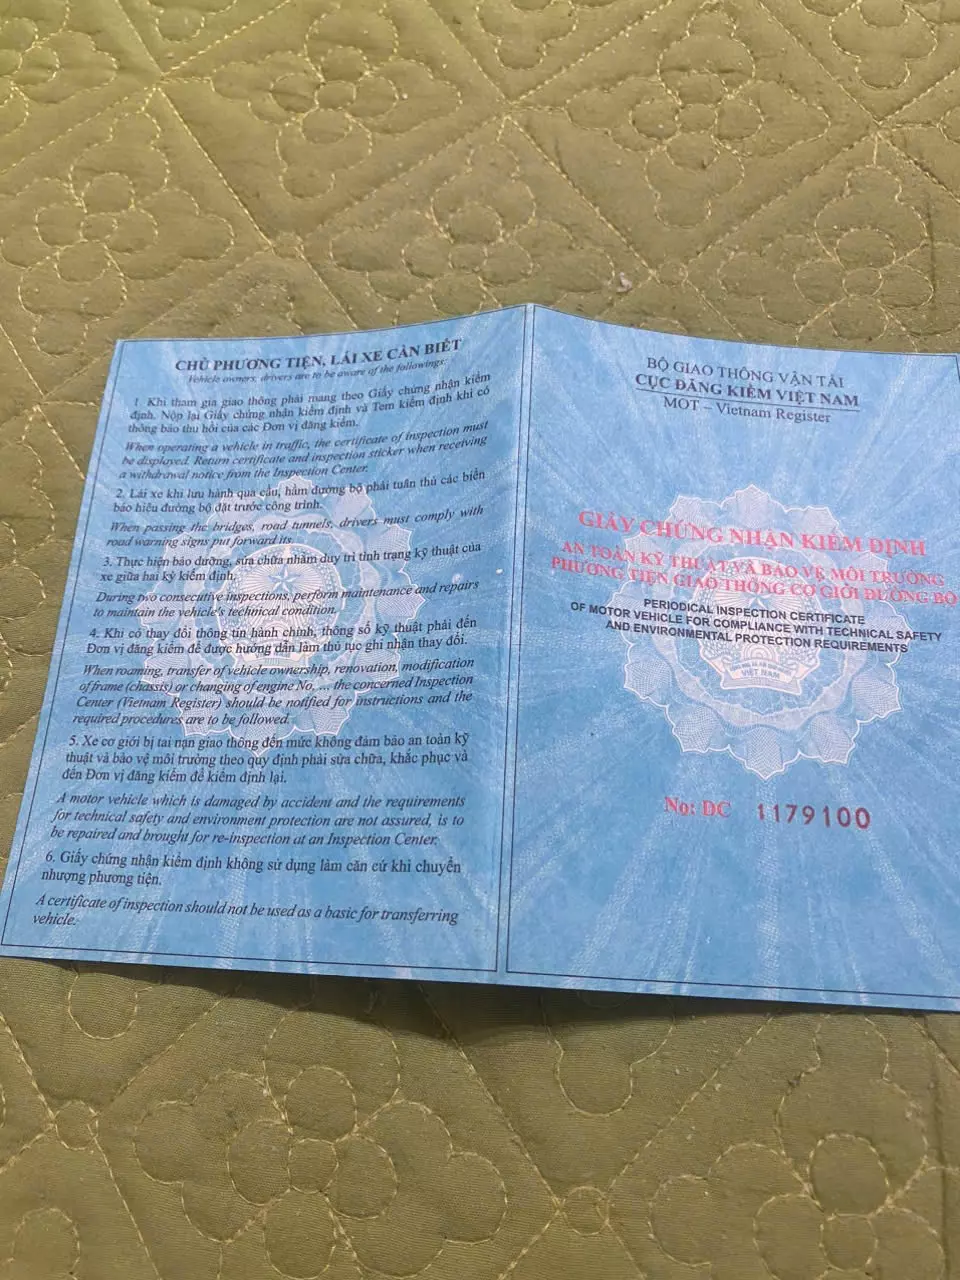 CHỦ PHƯƠNG TIỆN, LÁI XE CẦN BIẾT
Vehicle owners, drivers are to be aware of the followings:
1. Khi tham gia giao thông phải mang theo Giấy chứng nhận kiểm
định. Nộp lại Giấy chứng nhận kiểm định và Tem kiểm định khi có
thông báo thu hồi của các Đơn vị đăng kiểm.
When operating a vehicle in traffic, the certificate of inspection must
be displayed. Return certificate and inspection sticker when receiving
a withdrawal notice from the Inspection Center.
2. Lái xe khi lưu hành qua cầu, hầm đường bộ phải tuân thủ các biển
báo hiệu đường bộ đặt trước công trình.
When passing the bridges, road tunnels, drivers must comply with
road warning signs put forward its.
3. Thực hiện bảo dưỡng, sửa chữa nhằm duy trì tình trạng kỹ thuật của
xe giữa hai kỳ kiểm định.
During two consecutive inspections, perform maintenance and repairs
to maintain the vehicle's technical condition.
4. Khi có thay đổi thông tin hành chính, thông số kỹ thuật phải đến
Đơn vị đăng kiểm để được hướng dẫn làm thủ tục ghi nhận thay đổi.
When roaming, transfer of vehicle ownership, renovation, modification
of frame (chassis) or changing of engine No, ... the concerned Inspection
Center (Vietnam Register) should be notified for instructions and the
required procedures are to be followed.
5. Xe cơ giới bị tai nạn giao thông đến mức không đảm bảo an toàn kỹ
thuật và bảo vệ môi trường theo quy định phải sửa chữa, khắc phục và
đến Đơn vị đăng kiểm để kiểm định lại.
A motor vehicle which is damaged by accident and the requirements
for technical safety and environment protection are not assured, is to
be repaired and brought for re-inspection at an Inspection Center.
6. Giấy chứng nhận kiểm định không sử dụng làm căn cứ khi chuyển
nhượng phương tiện.
A certificate of inspection should not be used as a basic for transferring
vehicle.
BỘ GIAO THÔNG VẬN TẢI
CỤC ĐĂNG KIỂM VIỆT NAM
MOT – Vietnam Register
GIẤY CHỨNG NHẬN KIỂM ĐỊNH
AN TOÀN KỸ THUẬT VÀ BẢO VỆ MÔI TRƯỜNG
PHƯƠNG TIỆN GIAO THÔNG CƠ GIỚI ĐƯỜNG BỘ
PERIODICAL INSPECTION CERTIFICATE
OF MOTOR VEHICLE FOR COMPLIANCE WITH TECHNICAL SAFETY
AND ENVIRONMENTAL PROTECTION REQUIREMENTS
VIỆT NAM
No: DC 1179100